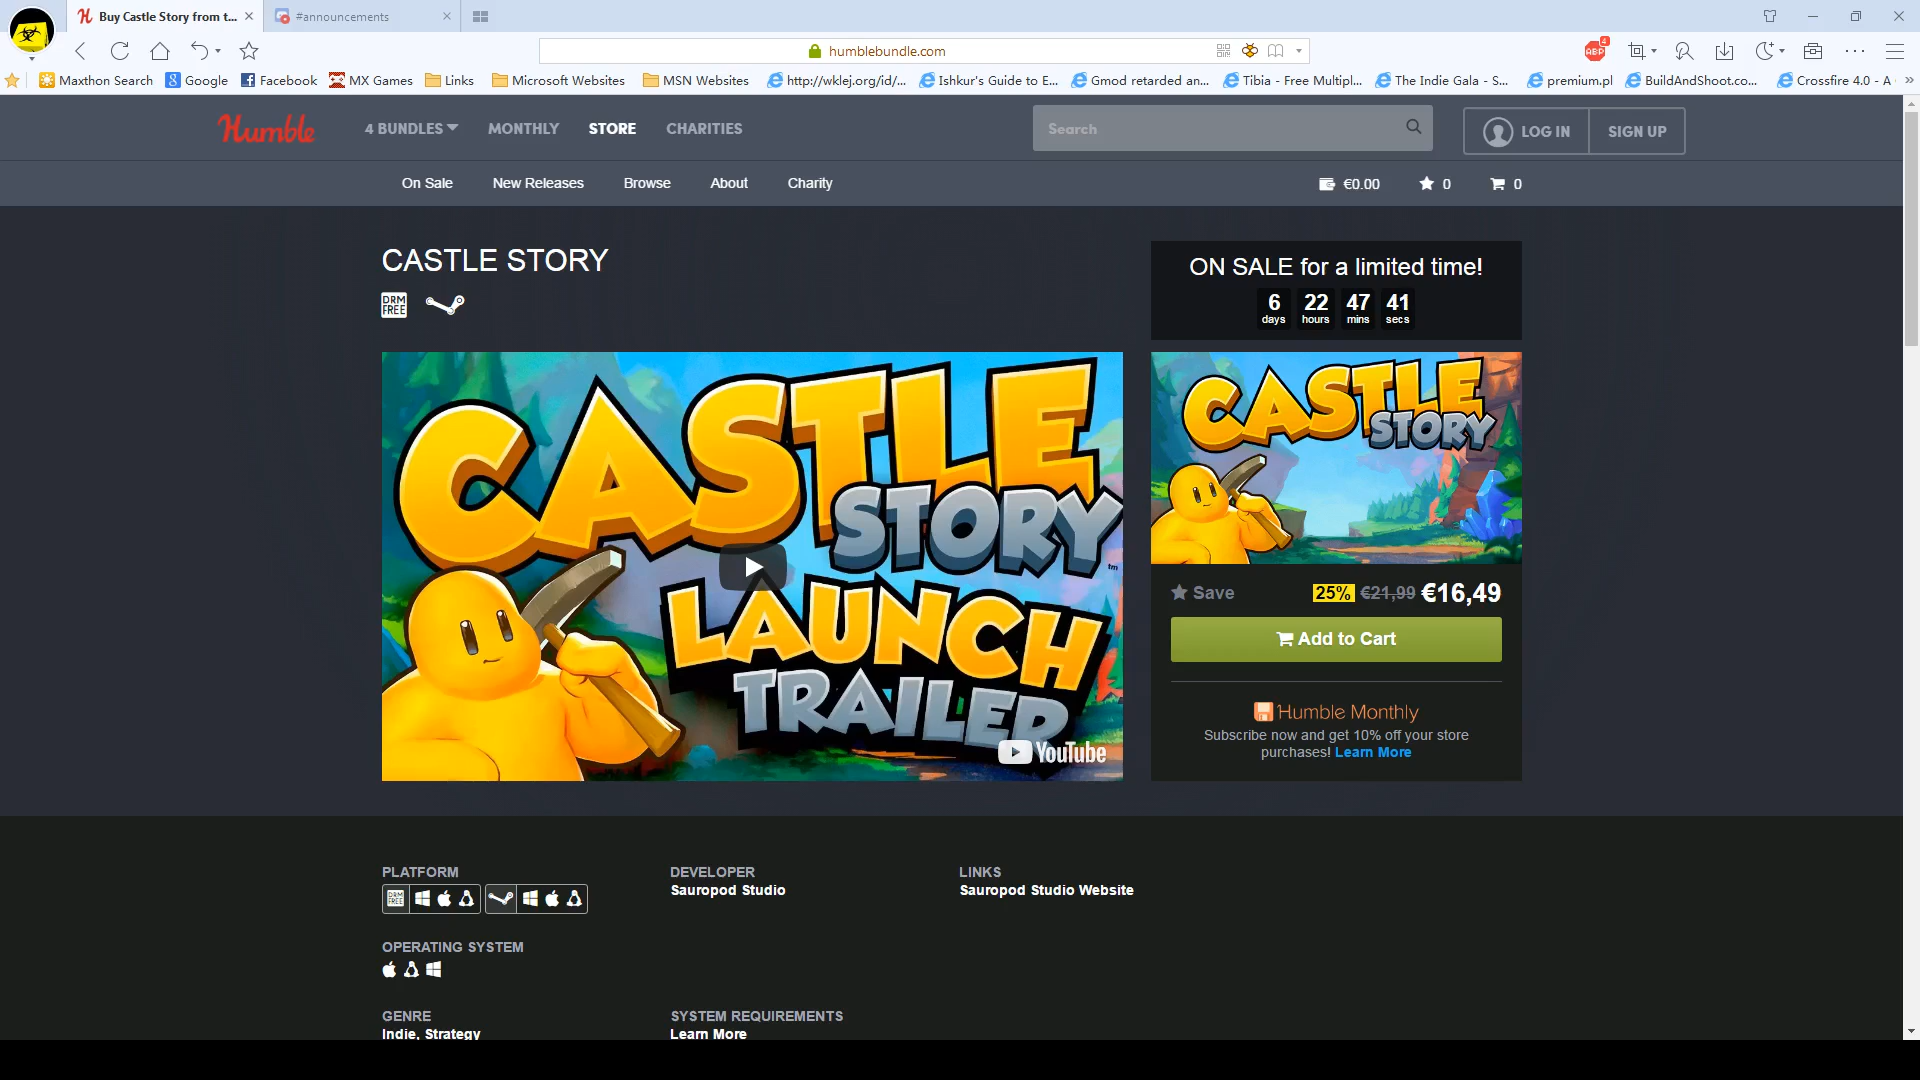 Buy Castle Story from t...
#announcements
humblebundle.com
ABP
4
Maxthon Search
Google
Facebook
MX Games
Links
Microsoft Websites
MSN Websites
http://wklej.org/id/...
Ishkur's Guide to E...
Gmod retarded an...
Tibia - Free Multipl...
The Indie Gala - S...
premium.pl
BuildAndShoot.co...
Crossfire 4.0 - A
Humble
4 BUNDLES
MONTHLY
STORE
CHARITIES
Search
LOG IN
SIGN UP
On Sale
New Releases
Browse
About
Charity
€0.00
0
0
CASTLE STORY
DRM
FREE
ON SALE for a limited time!
6 22 47 41
days hours mins secs
CASTLE
STORY
™
LAUNCH
TRAILER
YouTube
CASTLE
STORY
Save
25% €21,99 €16,49
Add to Cart
Humble Monthly
Subscribe now and get 10% off your store
purchases! Learn More
PLATFORM
DRM
FREE
DEVELOPER
Sauropod Studio
LINKS
Sauropod Studio Website
OPERATING SYSTEM
GENRE
Indie, Strategy
SYSTEM REQUIREMENTS
Learn More